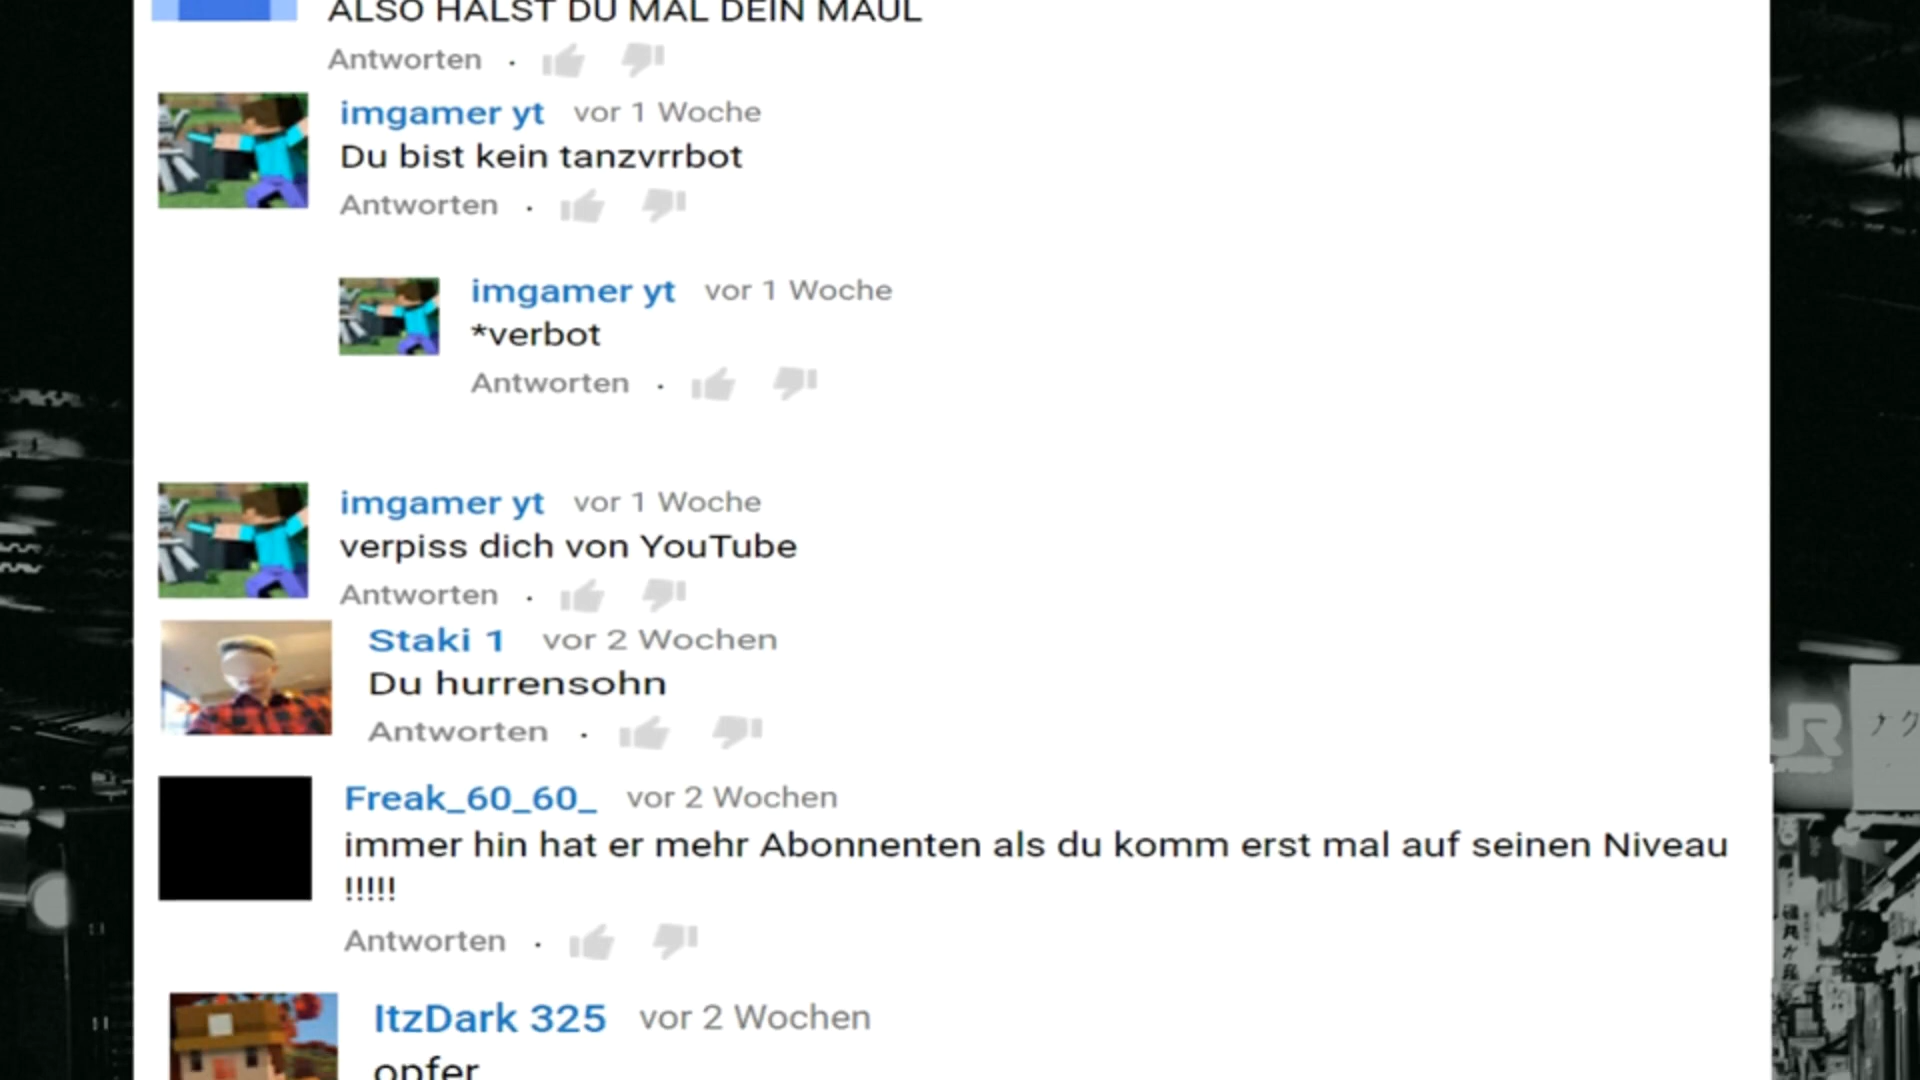 ALSO HALST DU MAL DEIN MAUL
Antworten ·
imgamer yt vor 1 Woche
Du bist kein tanzvrrbot
Antworten ·
imgamer yt vor 1 Woche
*verbot
Antworten ·
imgamer yt vor 1 Woche
verpiss dich von YouTube
Antworten ·
Staki 1 vor 2 Wochen
Du hurrensohn
Antworten ·
Freak_60_60_ vor 2 Wochen
immer hin hat er mehr Abonnenten als du komm erst mal auf seinen Niveau
!!!!!
Antworten ·
ItzDark 325 vor 2 Wochen
opfer
JR